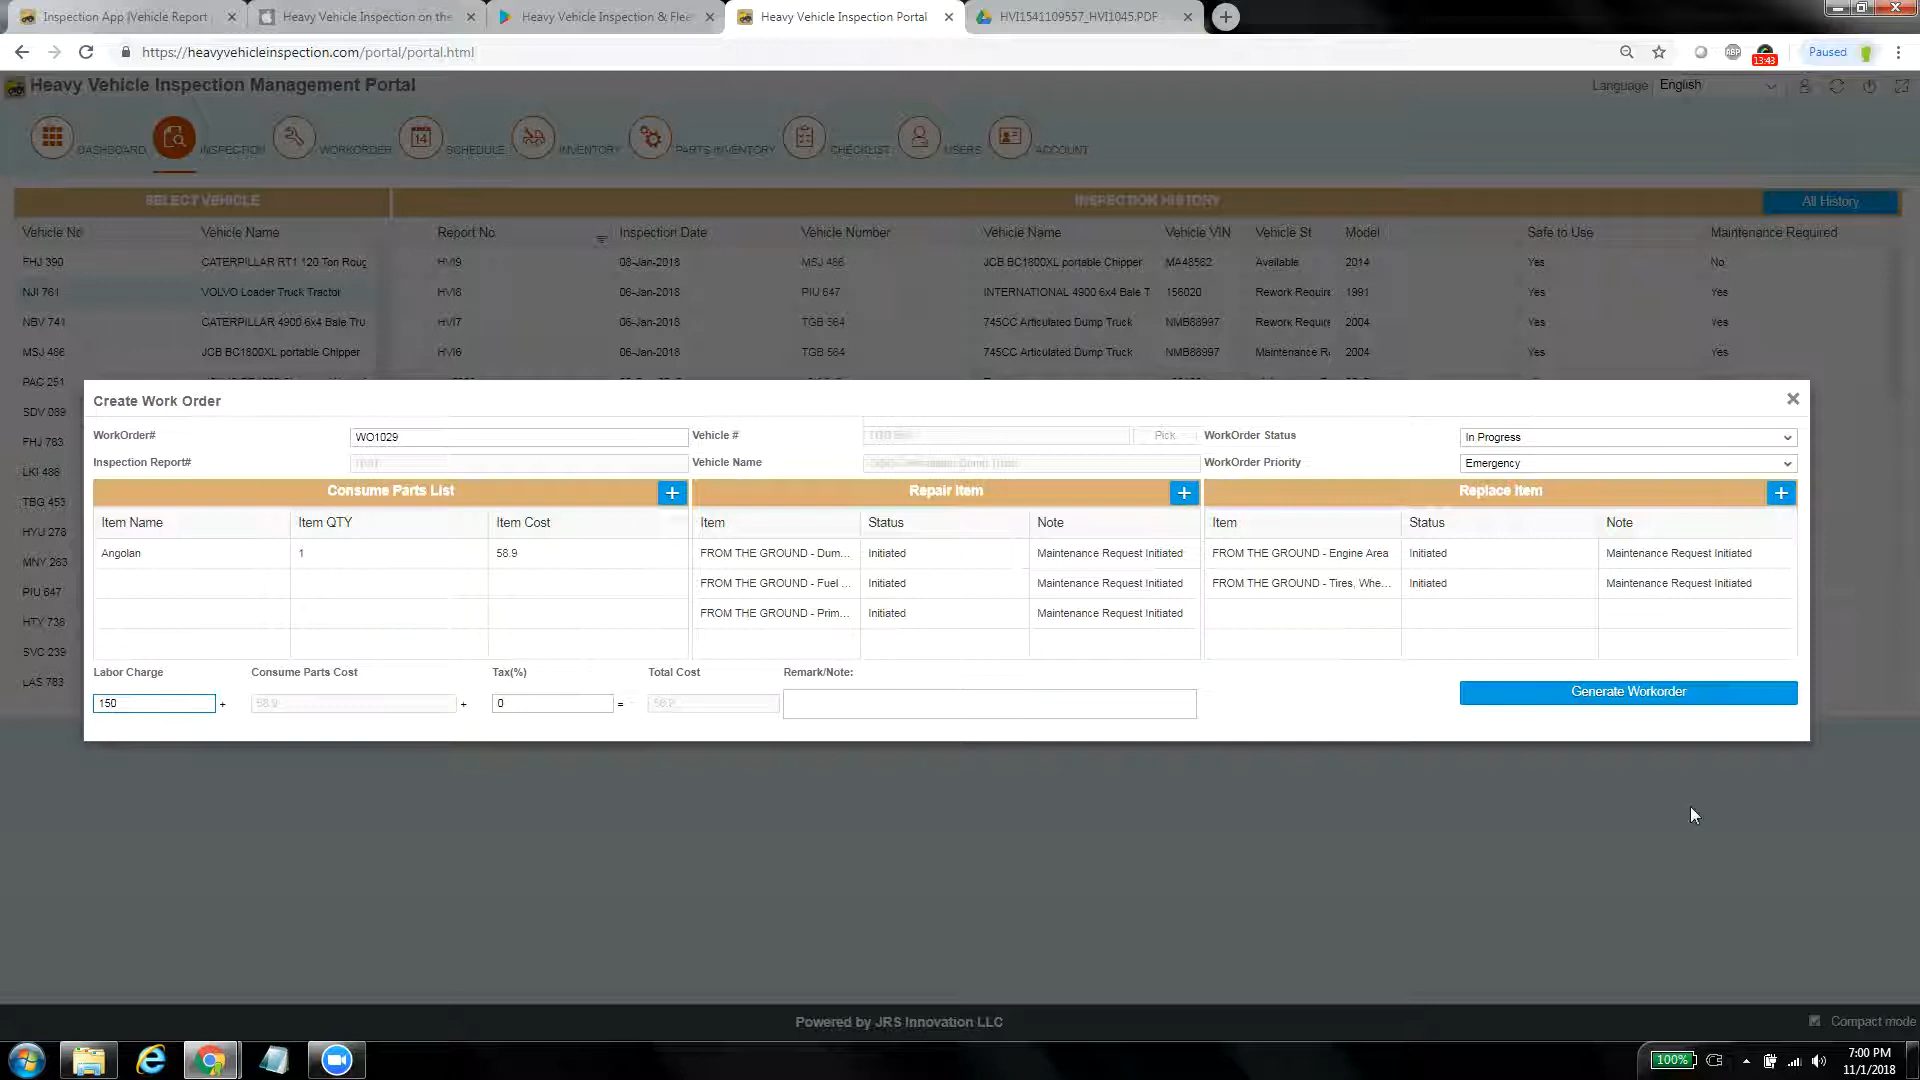 Inspection App |Vehicle Report
Heavy Vehicle Inspection on the
Heavy Vehicle Inspection & Flee
Heavy Vehicle Inspection Portal
HVI1541109557_HVI1045.PDF
https://heavyvehicleinspection.com/portal/portal.html
ABP
13:43
Paused
Heavy Vehicle Inspection Management Portal
Language English
DASHBOARD INSPECTION WORKORDER 14 SCHEDULE INVENTORY PARTS INVENTORY CHECKLIST USERS ACCOUNT
SELECT VEHICLE INSPECTION HISTORY All History
Vehicle No Vehicle Name Report No. Inspection Date Vehicle Number Vehicle Name Vehicle VIN Vehicle St Model Safe to Use Maintenance Required
FHJ 390 CATERPILLAR RT1 120 Ton Roug HVI9 08-Jan-2018 MSJ 486 JCB BC1800XL portable Chipper MA48562 Available 2014 Yes No
NJI 761 VOLVO Loader Truck Tractor HVI8 06-Jan-2018 PIU 647 INTERNATIONAL 4900 6x4 Bale T 156020 Rework Require 1991 Yes Yes
NBV 741 CATERPILLAR 4900 6x4 Bale Tru HVI7 06-Jan-2018 TGB 564 745CC Articulated Dump Truck NMB88997 Rework Require 2004 Yes Yes
MSJ 486 JCB BC1800XL portable Chipper HVI6 06-Jan-2018 TGB 564 745CC Articulated Dump Truck NMB88997 Maintenance R 2004 Yes Yes
PAC 251
SDV 089
FHJ 783
LKI 486
TBG 453
HYU 278
MNY 263
PIU 647
HTY 738
SVC 239
LAS 783
Create Work Order
WorkOrder# WO1029 Vehicle # Pick WorkOrder Status In Progress
Inspection Report# Vehicle Name WorkOrder Priority Emergency
Consume Parts List + Repair Item + Replace Item +
Item Name Item QTY Item Cost Item Status Note Item Status Note
Angolan 1 58.9 FROM THE GROUND - Dum... Initiated Maintenance Request Initiated FROM THE GROUND - Engine Area Initiated Maintenance Request Initiated
FROM THE GROUND - Fuel ... Initiated Maintenance Request Initiated FROM THE GROUND - Tires, Whe... Initiated Maintenance Request Initiated
FROM THE GROUND - Prim... Initiated Maintenance Request Initiated
Labor Charge Consume Parts Cost Tax(%) Total Cost Remark/Note:
150 + 58.9 + 0 = 58.9 Generate Workorder
Powered by JRS Innovation LLC
Compact mode
100%
7:00 PM
11/1/2018